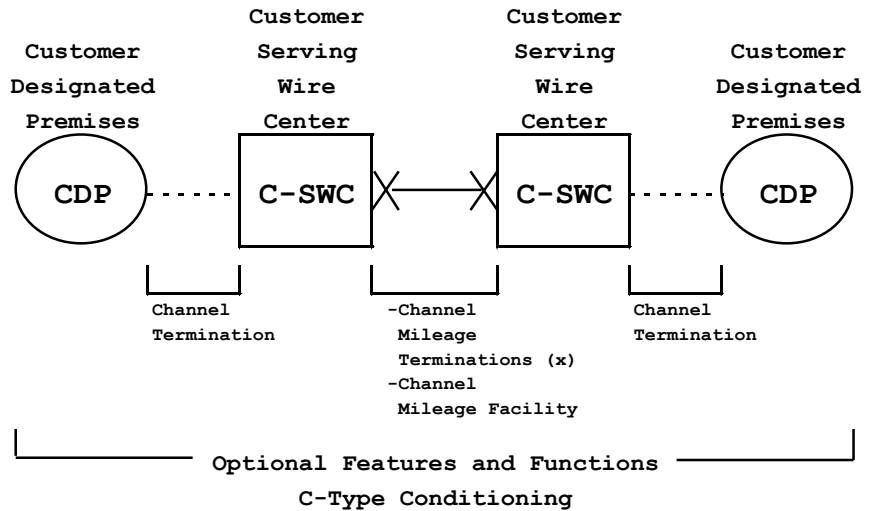 Customer
Designated
Premises
Customer
Serving
Wire
Center
Customer
Serving
Wire
Center
Customer
Designated
Premises
CDP
C-SWC
C-SWC
CDP
Channel
Termination
-Channel
Mileage
Terminations (x)
-Channel
Mileage Facility
Channel
Termination
Optional Features and Functions
C-Type Conditioning